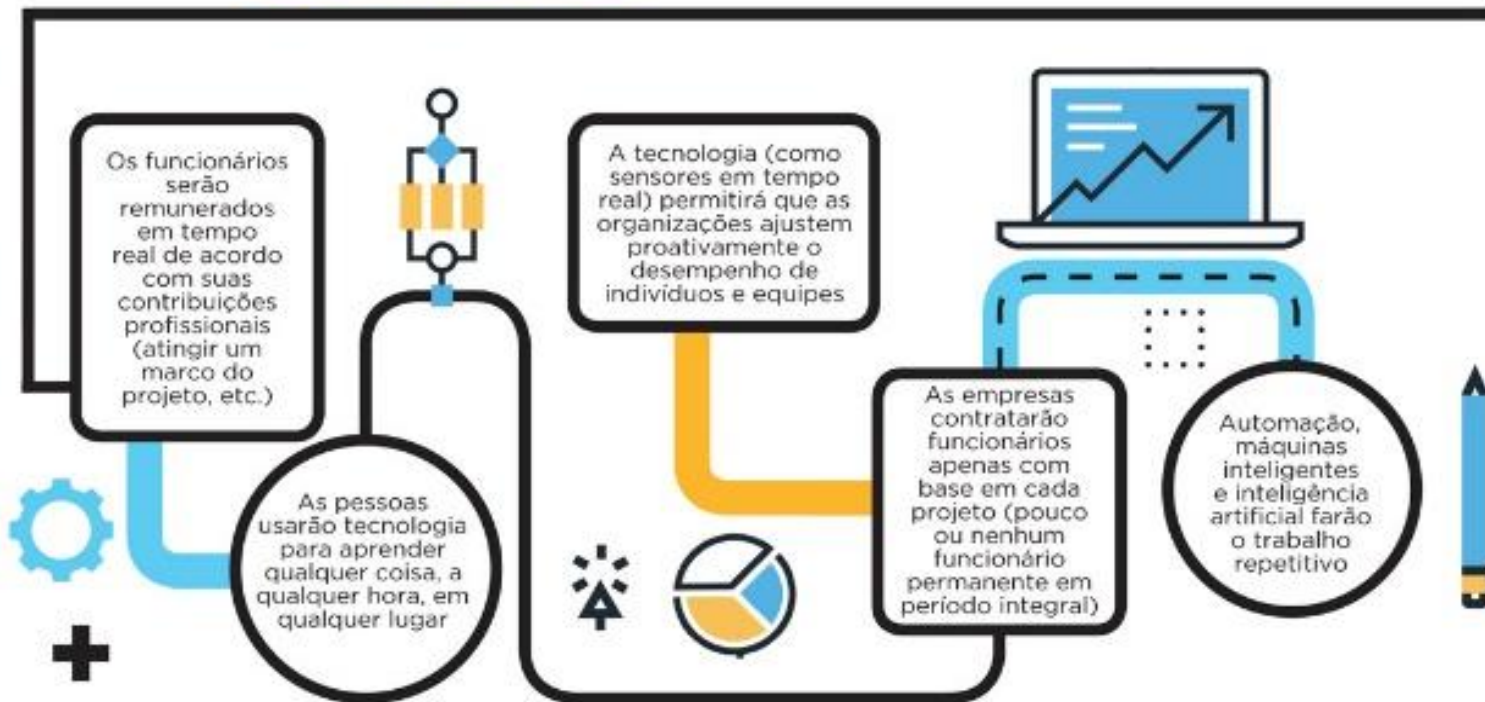 Os funcionários
serão
remunerados
em tempo
real de acordo
com suas
contribuições
profissionais
(atingir um
marco do
projeto, etc.)
As pessoas
usarão tecnologia
para aprender
qualquer coisa, a
qualquer hora, em
qualquer lugar
A tecnologia (como
sensores em tempo
real) permitirá que as
organizações ajustem
proativamente o
desempenho de
indivíduos e equipes
As empresas
contratarão
funcionários
apenas com
base em cada
projeto (pouco
ou nenhum
funcionário
permanente em
período integral)
Automação,
máquinas
inteligentes
e inteligência
artificial farão
o trabalho
repetitivo